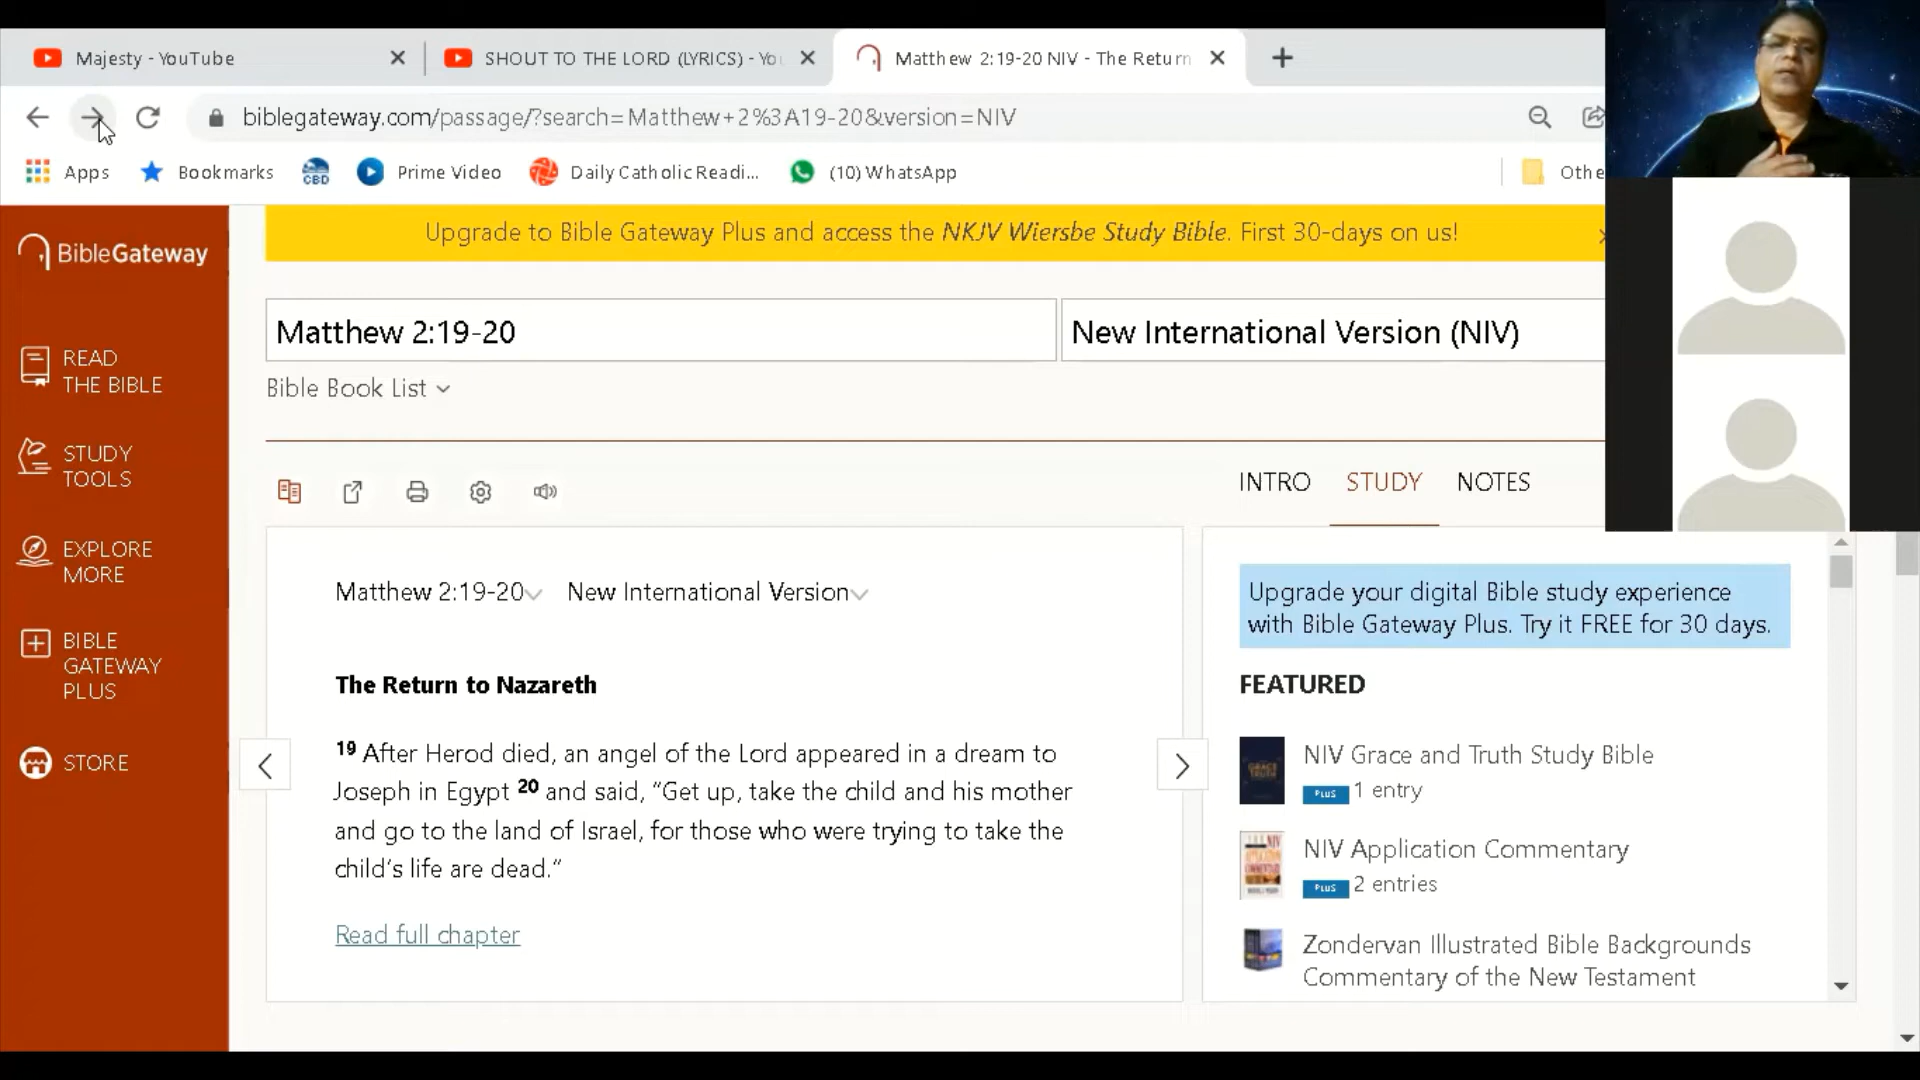 Majesty - YouTube
SHOUT TO THE LORD (LYRICS) - Yo
Matthew 2:19-20 NIV - The Return
biblegateway.com/passage/?search=Matthew+2%3A19-20&version=NIV
Apps
Bookmarks
CBD
Prime Video
Daily Catholic Readi...
(10) WhatsApp
Othe
BibleGateway
Upgrade to Bible Gateway Plus and access the NKJV Wiersbe Study Bible. First 30-days on us!
Matthew 2:19-20
New International Version (NIV)
Bible Book List
READ
THE BIBLE
STUDY
TOOLS
EXPLORE
MORE
BIBLE
GATEWAY
PLUS
STORE
INTRO
STUDY
NOTES
Matthew 2:19-20
New International Version
The Return to Nazareth
19 After Herod died, an angel of the Lord appeared in a dream to
Joseph in Egypt 20 and said, “Get up, take the child and his mother
and go to the land of Israel, for those who were trying to take the
child’s life are dead.”
Read full chapter
Upgrade your digital Bible study experience
with Bible Gateway Plus. Try it FREE for 30 days.
FEATURED
NIV Grace and Truth Study Bible
PLUS 1 entry
NIV Application Commentary
PLUS 2 entries
Zondervan Illustrated Bible Backgrounds
Commentary of the New Testament